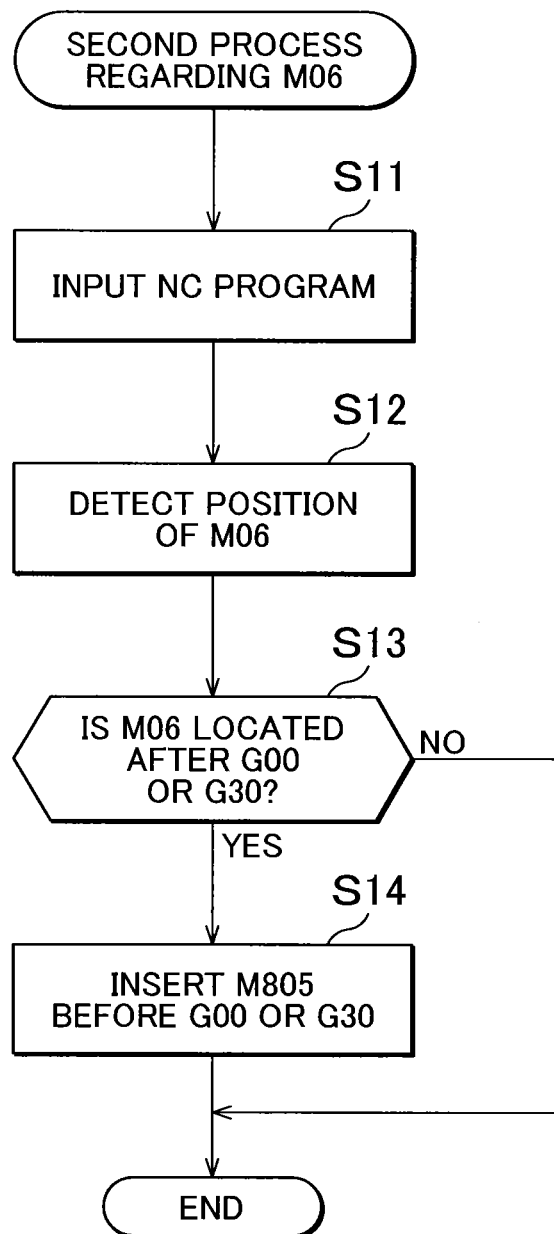 SECOND PROCESS
REGARDING M06
S11
INPUT NC PROGRAM
S12
DETECT POSITION
OF M06
S13
IS M06 LOCATED
AFTER G00
OR G30?
NO
YES
S14
INSERT M805
BEFORE G00 OR G30
END